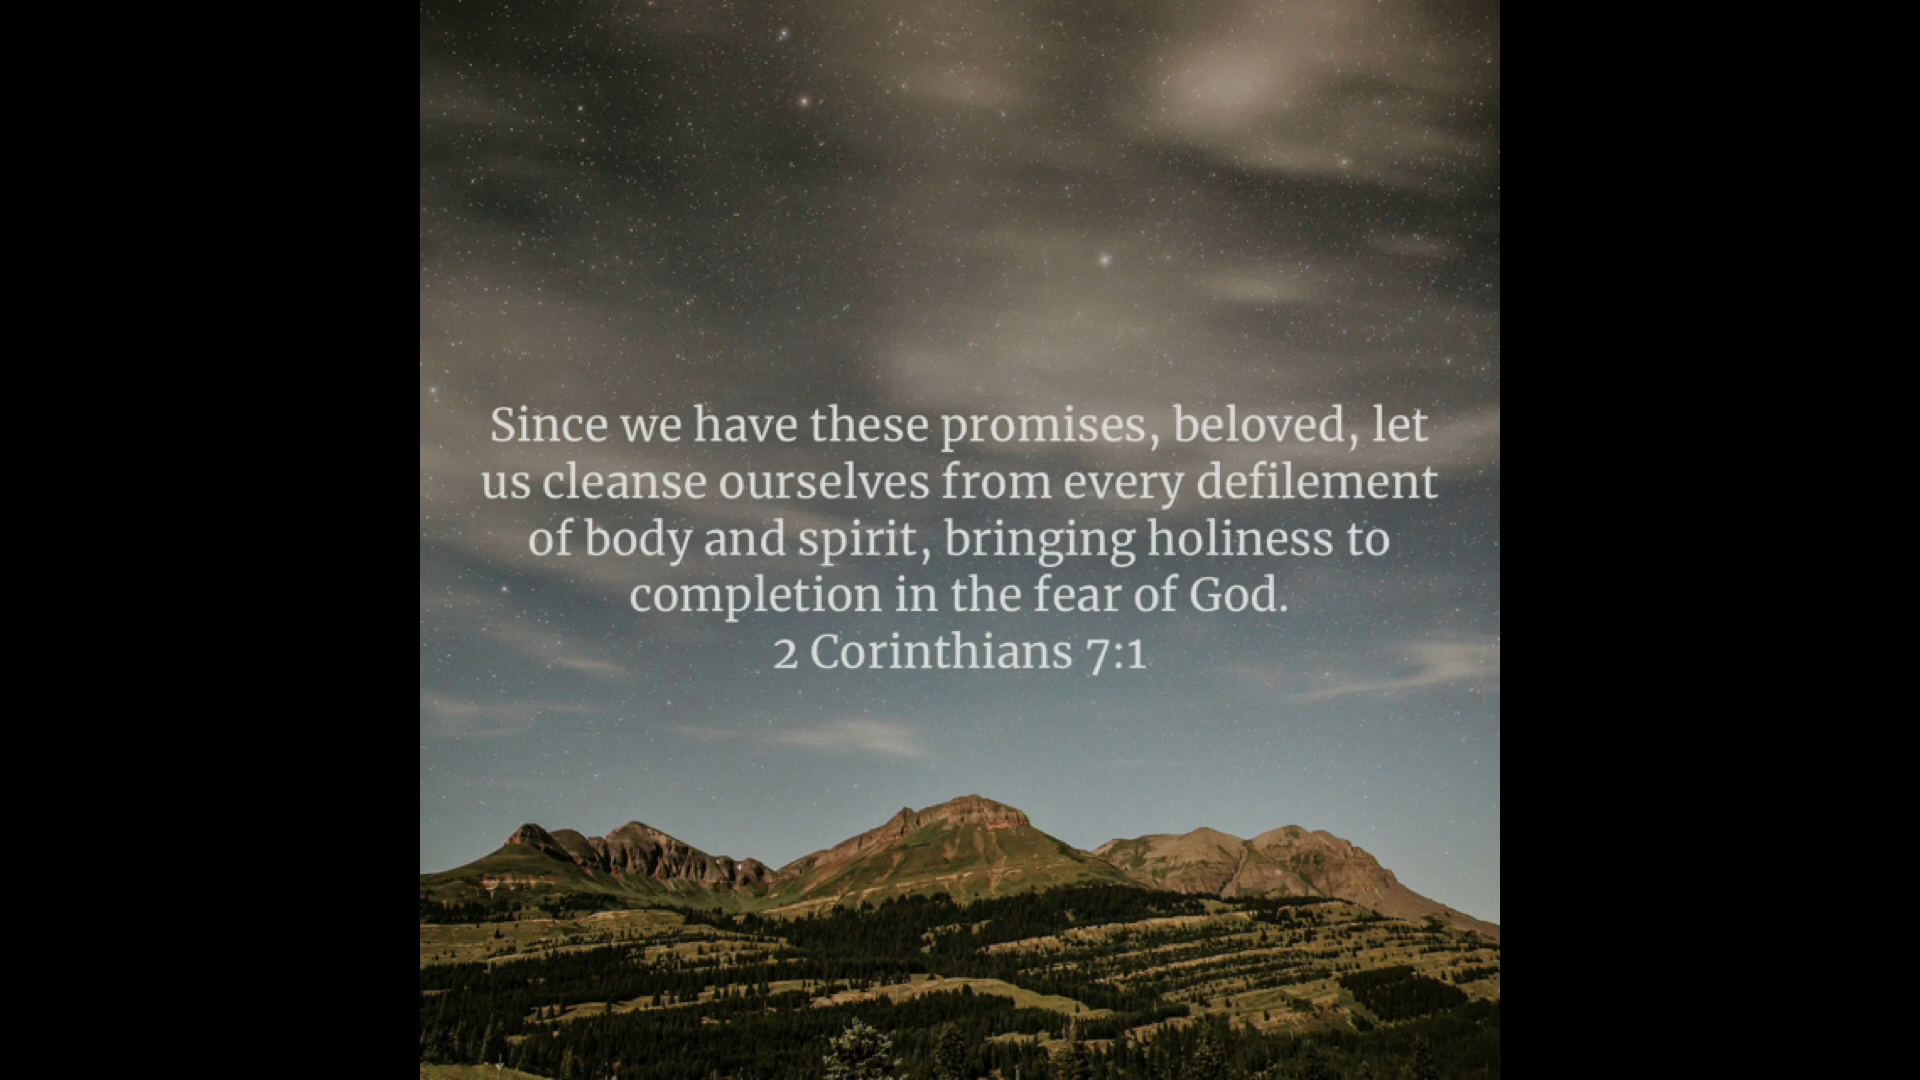 Since we have these promises, beloved, let
us cleanse ourselves from every defilement
of body and spirit, bringing holiness to
completion in the fear of God.
2 Corinthians 7:1